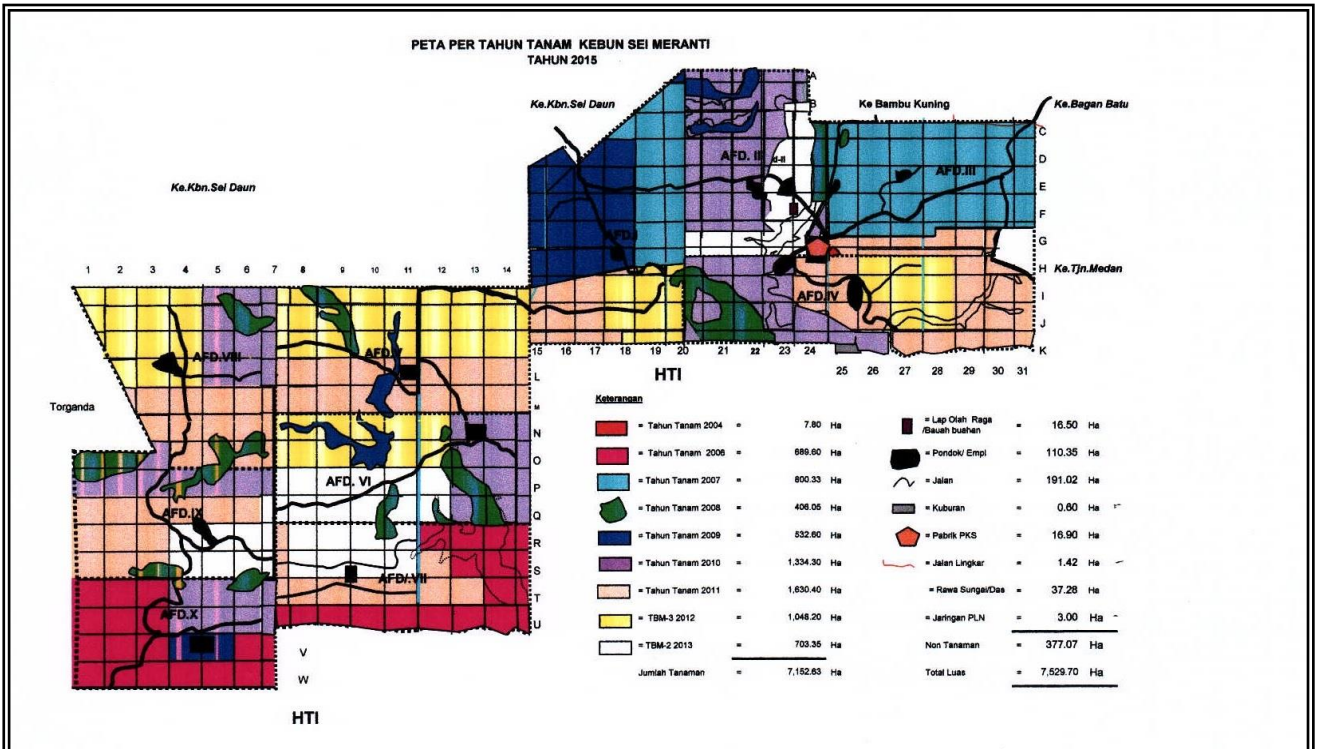 PETA PER TAHUN TANAM KEBUN SEI MERANTI
TAHUN 2015
Ke.Kbn.Sei Daun
Ke Bambu Kuning
Ke.Bagan Batu
Ke.Kbn.Sei Daun
A
B
C
D
E
F
G
H
I
J
K
AFD. II
d-II
AFD.III
AFD.I
Ke.Tjn.Medan
AFD.IV
1 2 3 4 5 6 7 8 9 10 11 12 13 14
15 16 17 18 19 20 21 22 23 24
25 26 27 28 29 30 31
HTI
AFD.VIII
AFD.V
Torganda
L
M
N
O
P
Q
R
S
T
U
V
W
AFD. VI
AFD.IX
AFD/.VII
AFD.X
HTI
Keterangan
= Tahun Tanam 2004 = 7.80 Ha
= Tahun Tanam 2006 = 689.60 Ha
= Tahun Tanam 2007 = 800.33 Ha
= Tahun Tanam 2008 = 406.05 Ha
= Tahun Tanam 2009 = 532.60 Ha
= Tahun Tanam 2010 = 1,334.30 Ha
= Tahun Tanam 2011 = 1,630.40 Ha
= TBM-3 2012 = 1,048.20 Ha
= TBM-2 2013 = 703.35 Ha
Jumlah Tanaman = 7,152.63 Ha
= Lap Olah Raga
/Bauah buahan = 16.50 Ha
= Pondok/ Empl = 110.35 Ha
= Jalan = 191.02 Ha
= Kuburan = 0.60 Ha
= Pabrik PKS = 16.90 Ha
= Jalan Lingkar = 1.42 Ha
= Rawa Sungai/Das = 37.28 Ha
= Jaringan PLN = 3.00 Ha
Non Tanaman = 377.07 Ha
Total Luas = 7,529.70 Ha